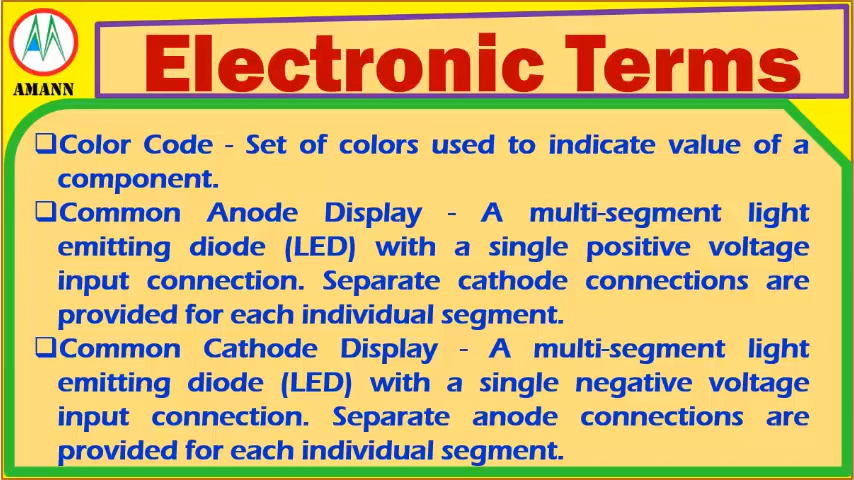 AMANN
Electronic Terms
❑Color Code - Set of colors used to indicate value of a
component.
❑Common Anode Display - A multi-segment light
emitting diode (LED) with a single positive voltage
input connection. Separate cathode connections are
provided for each individual segment.
❑Common Cathode Display - A multi-segment light
emitting diode (LED) with a single negative voltage
input connection. Separate anode connections are
provided for each individual segment.